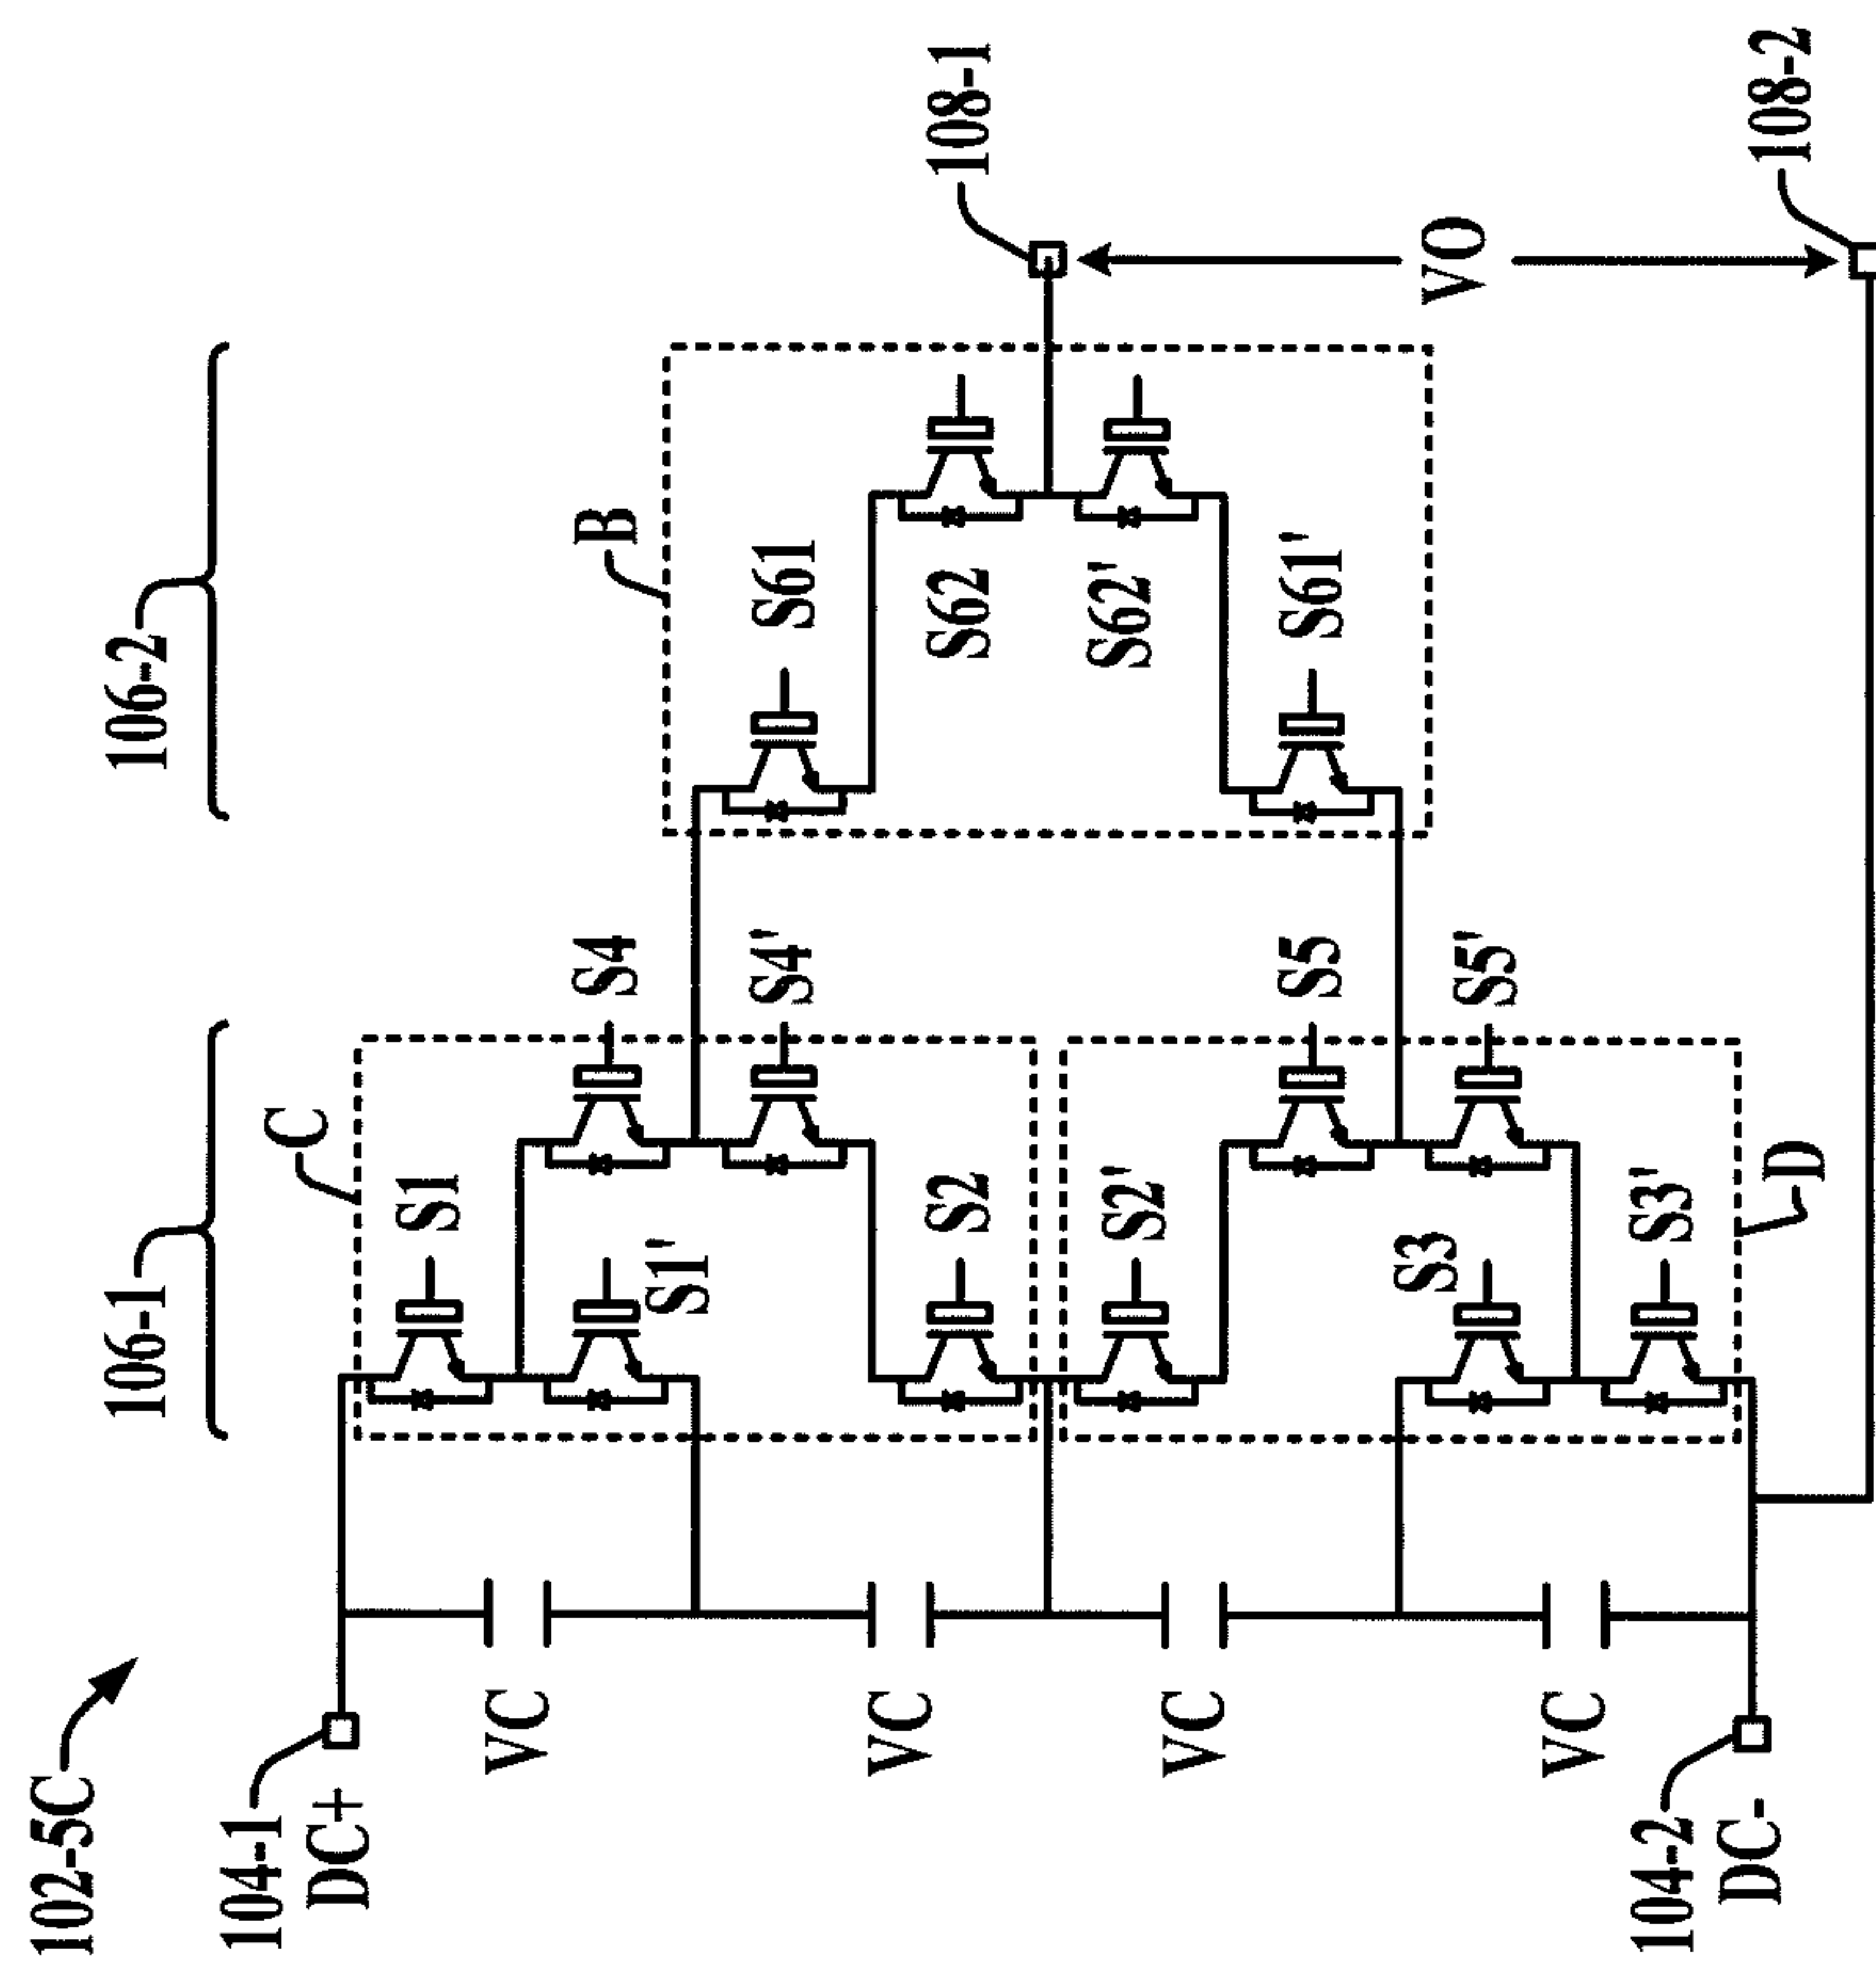 102-5C
106-1
106-2
104-1
DC+
C
S1
S4
B
VC
S1'
S4'
S61
108-1
VC
S2
S62
VC
S2'
S62'
S5
S61'
VO
S3
S5'
VC
S3'
104-2
DC-
D
108-2